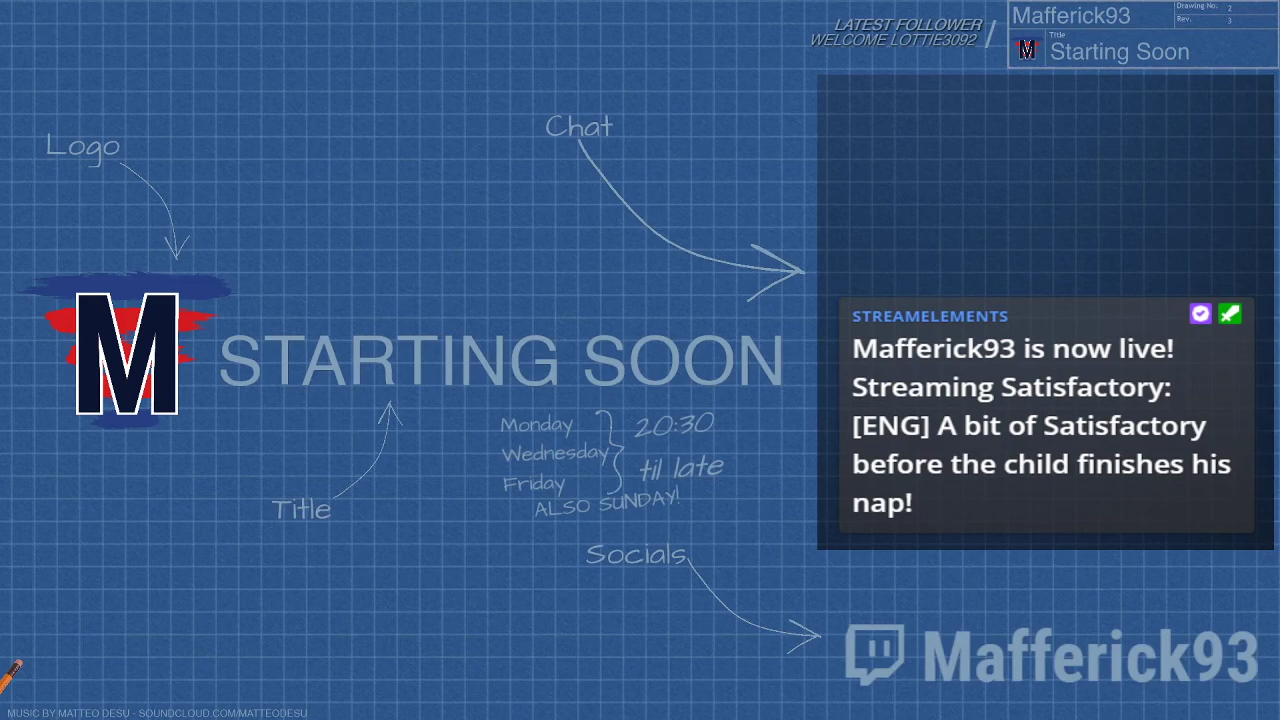 LATEST FOLLOWER
WELCOME LOTTIE3092
Mafferick93
Drawing No. 2
Rev. 3
Title
M
Starting Soon
Logo
Chat
M
STARTING SOON
Monday
Wednesday
Friday
20:30
til late
ALSO SUNDAY!
Title
Socials
STREAMELEMENTS
Mafferick93 is now live!
Streaming Satisfactory:
[ENG] A bit of Satisfactory
before the child finishes his
nap!
Mafferick93
MUSIC BY MATTEO DESU - SOUNDCLOUD.COM/MATTEODESU